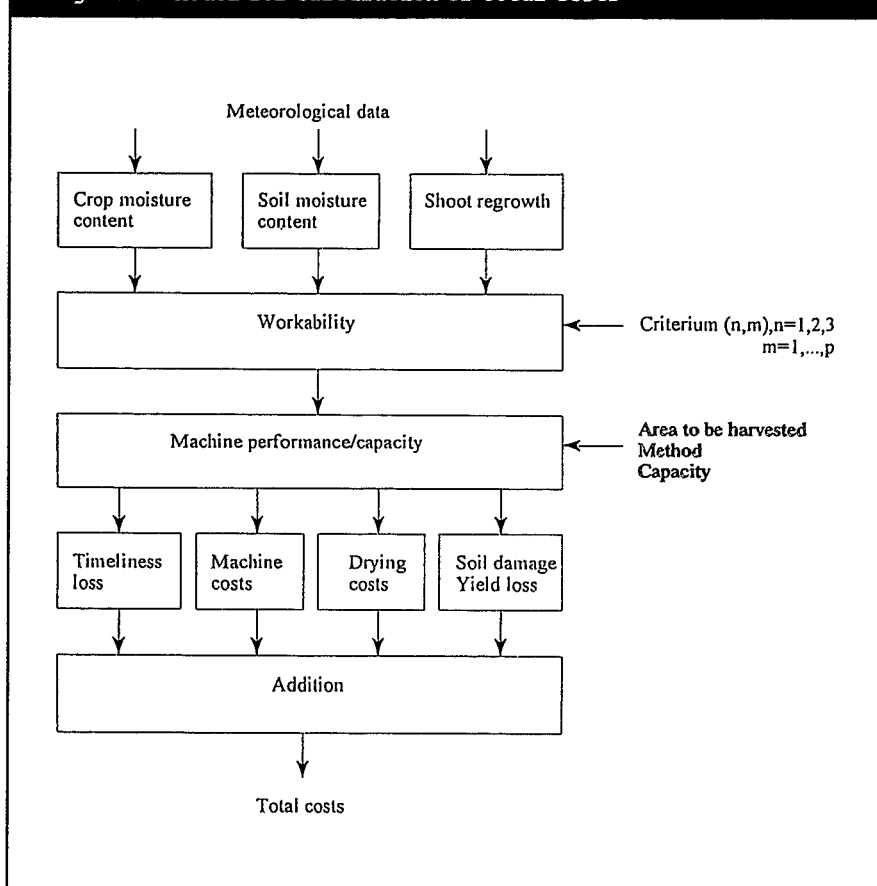 Meteorological data
Crop moisture
content
Soil moisture
content
Shoot regrowth
Workability
Criterium (n,m),n=1,2,3
m=1,...,p
Machine performance/capacity
Area to be harvested
Method
Capacity
Timeliness
loss
Machine
costs
Drying
costs
Soil damage
Yield loss
Addition
Total costs